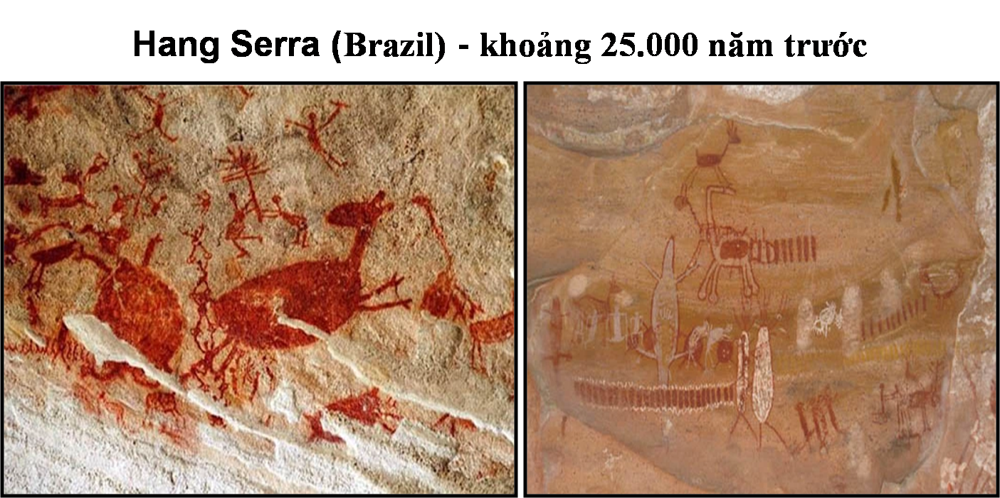 Hang Serra (Brazil) - khoảng 25.000 năm trước